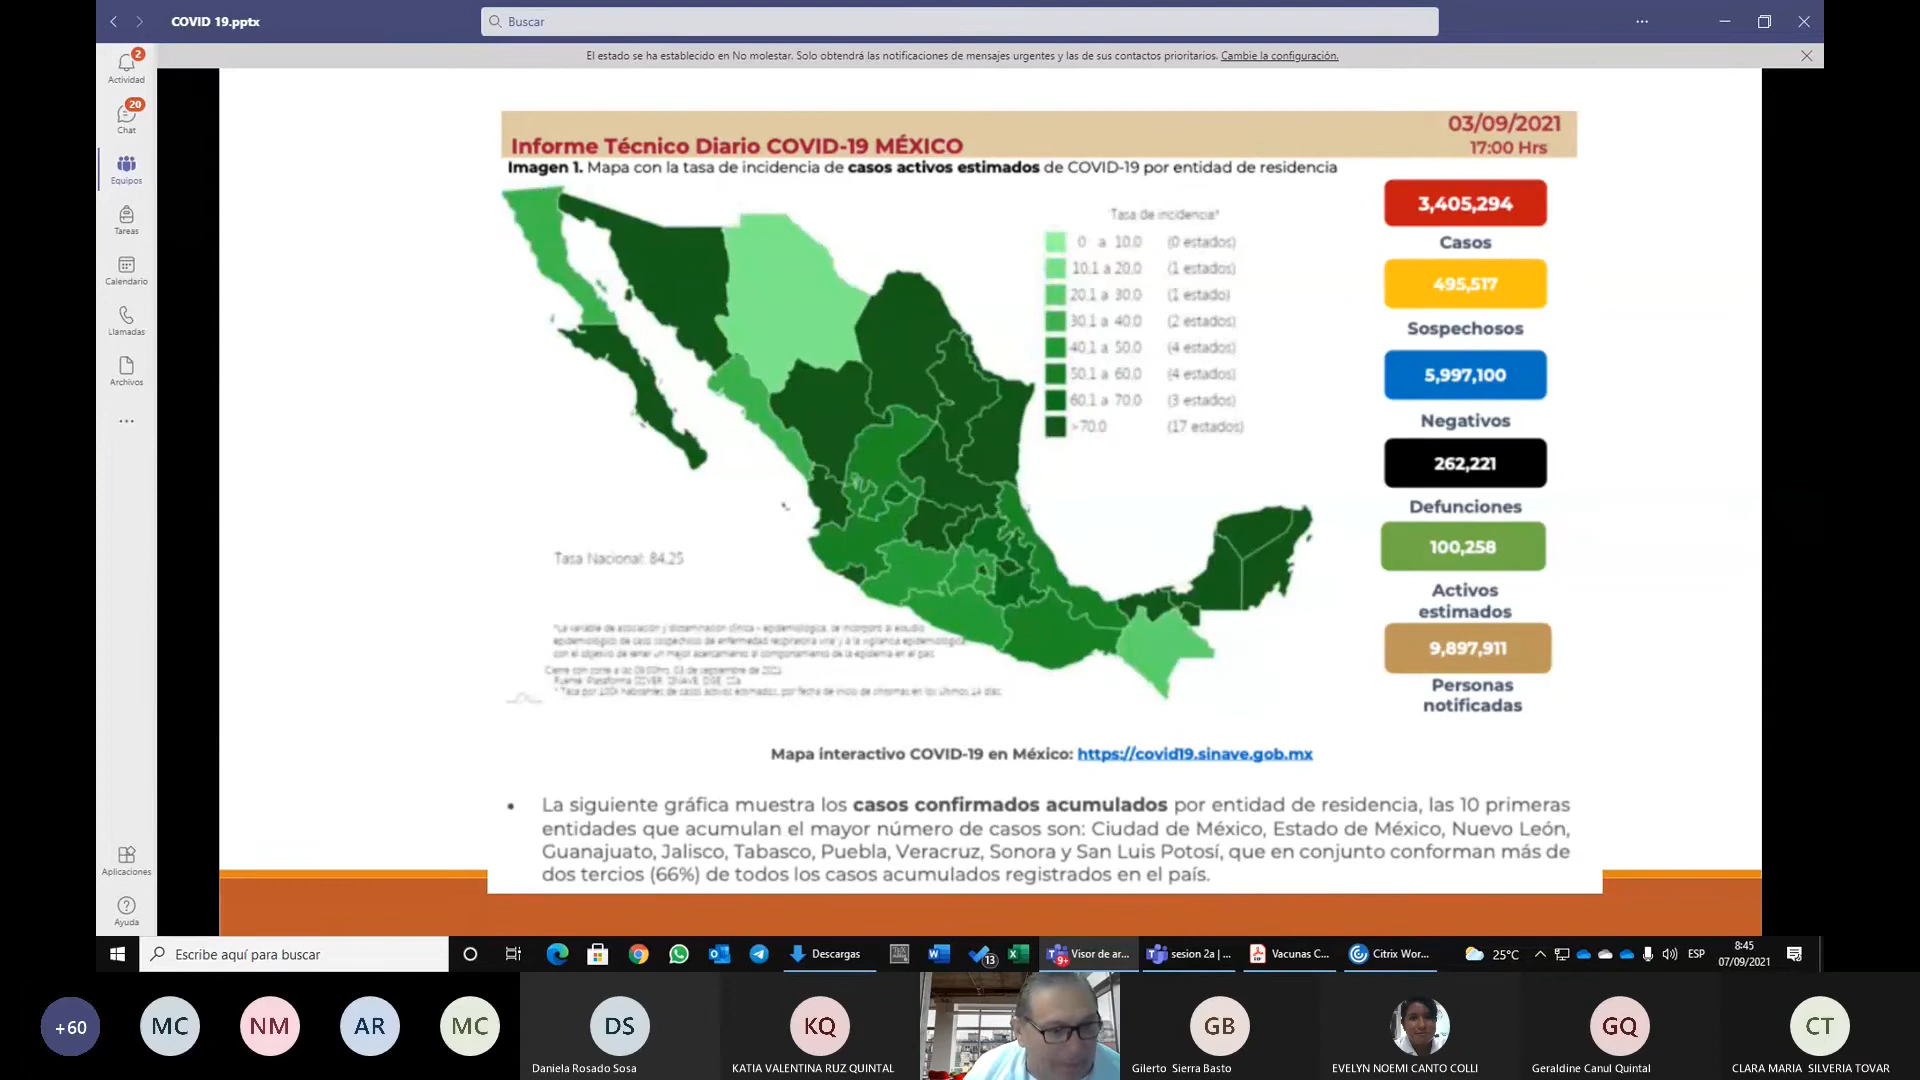 COVID 19.pptx
Buscar
El estado se ha establecido en No molestar. Solo obtendrá las notificaciones de mensajes urgentes y las de sus contactos prioritarios. Cambie la configuración.
2
Actividad
20
Chat
Equipos
Tareas
Calendario
Llamadas
Archivos
Aplicaciones
Ayuda
03/09/2021
Informe Técnico Diario COVID-19 MÉXICO
17:00 Hrs
Imagen 1. Mapa con la tasa de incidencia de casos activos estimados de COVID-19 por entidad de residencia
Tasa de incidencia*
0 a 10.0 (0 estados)
10.1 a 20.0 (1 estados)
20.1 a 30.0 (1 estado)
30.1 a 40.0 (2 estados)
40.1 a 50.0 (4 estados)
50.1 a 60.0 (4 estados)
60.1 a 70.0 (3 estados)
>70.0 (17 estados)
3,405,294
Casos
495,517
Sospechosos
5,997,100
Negativos
262,221
Defunciones
100,258
Activos
estimados
9,897,911
Personas
notificadas
Tasa Nacional: 84.25
Mapa interactivo COVID-19 en México: https://covid19.sinave.gob.mx
• La siguiente gráfica muestra los casos confirmados acumulados por entidad de residencia, las 10 primeras
entidades que acumulan el mayor número de casos son: Ciudad de México, Estado de México, Nuevo León,
Guanajuato, Jalisco, Tabasco, Puebla, Veracruz, Sonora y San Luis Potosí, que en conjunto conforman más de
dos tercios (66%) de todos los casos acumulados registrados en el país.
Escribe aquí para buscar
Descargas
13
9+
Visor de ar...
sesion 2a | ...
Vacunas C...
Citrix Wor...
25°C
ESP
8:45
07/09/2021
+60
MC
NM
AR
MC
DS
Daniela Rosado Sosa
KQ
KATIA VALENTINA RUZ QUINTAL
GB
Gilerto Sierra Basto
EVELYN NOEMI CANTO COLLI
GQ
Geraldine Canul Quintal
CT
CLARA MARIA SILVERIA TOVAR